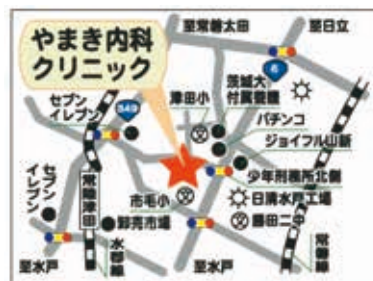 至常磐太田
至日立
やまき内科
クリニック
6
茨城大
付属養護
津田小
セブン
イレブン
349
パチンコ
ジョイフル山新
少年刑務所北側
日清水戸工場
勝田二中
市毛小
セブン
イレブン
常陸津田
卸売市場
水郡線
常磐線
至水戸
至水戸